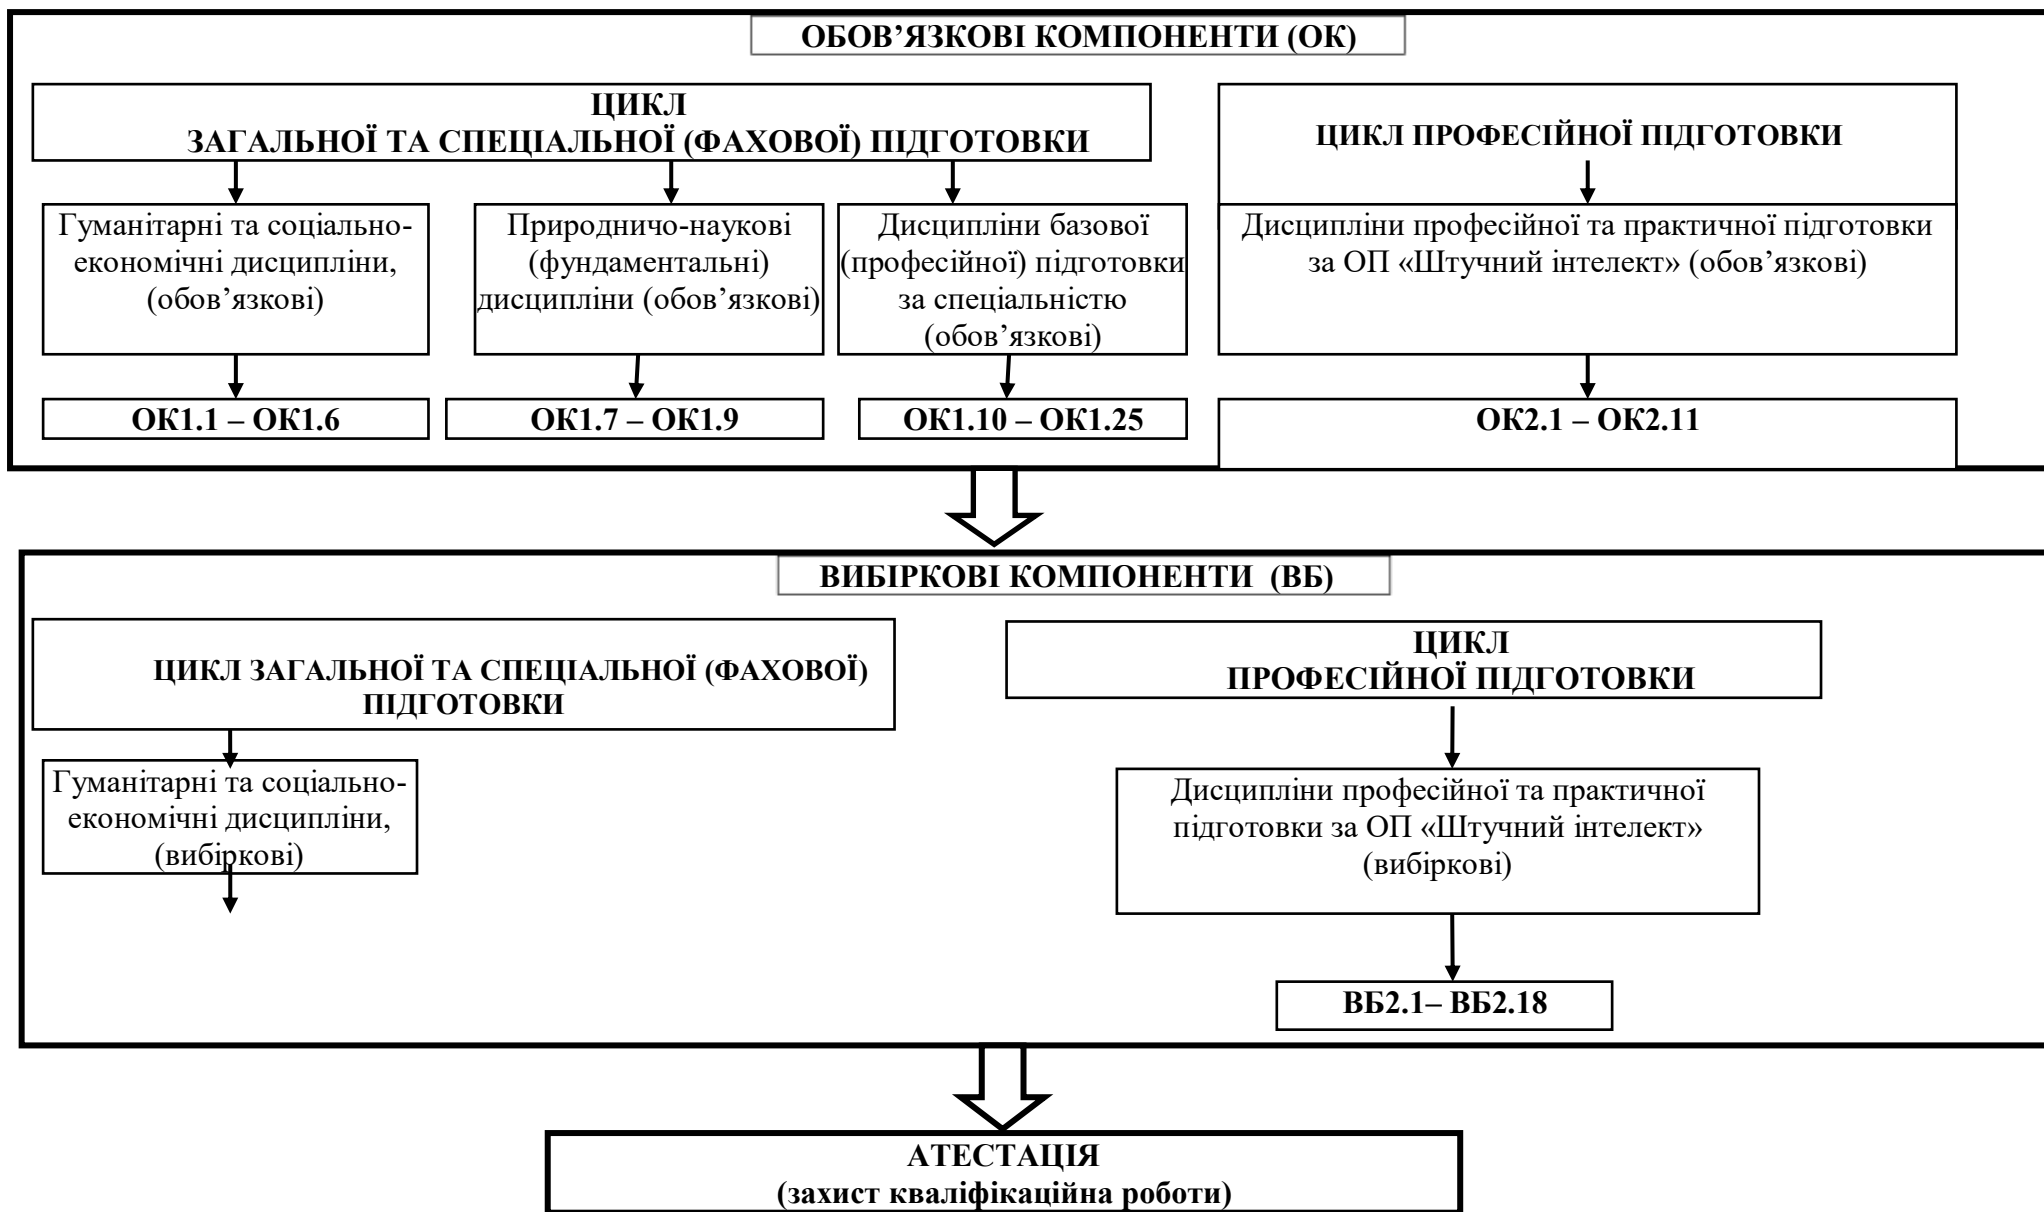 ОБОВ’ЯЗКОВІ КОМПОНЕНТИ (ОК)
ЦИКЛ
ЗАГАЛЬНОЇ ТА СПЕЦІАЛЬНОЇ (ФАХОВОЇ) ПІДГОТОВКИ
ЦИКЛ ПРОФЕСІЙНОЇ ПІДГОТОВКИ
Гуманітарні та соціально-
економічні дисципліни,
(обов’язкові)
Природничо-наукові
(фундаментальні)
дисципліни (обов’язкові)
Дисципліни базової
(професійної) підготовки
за спеціальністю
(обов’язкові)
Дисципліни професійної та практичної підготовки
за ОП «Штучний інтелект» (обов’язкові)
ОК1.1 – ОК1.6
ОК1.7 – ОК1.9
ОК1.10 – ОК1.25
ОК2.1 – ОК2.11
ВИБІРКОВІ КОМПОНЕНТИ (ВБ)
ЦИКЛ ЗАГАЛЬНОЇ ТА СПЕЦІАЛЬНОЇ (ФАХОВОЇ)
ПІДГОТОВКИ
ЦИКЛ
ПРОФЕСІЙНОЇ ПІДГОТОВКИ
Гуманітарні та соціально-
економічні дисципліни,
(вибіркові)
Дисципліни професійної та практичної
підготовки за ОП «Штучний інтелект»
(вибіркові)
ВБ2.1– ВБ2.18
АТЕСТАЦІЯ
(захист кваліфікаційна роботи)